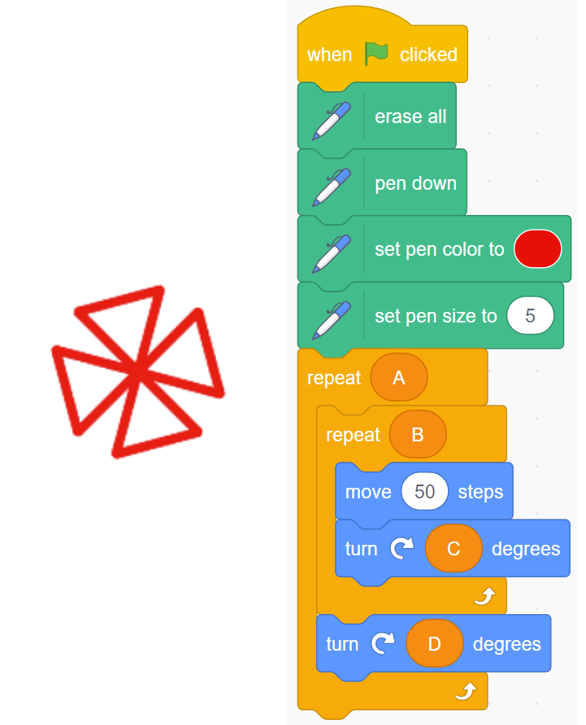 when clicked
erase all
pen down
set pen color to
set pen size to 5
repeat A
repeat B
move 50 steps
turn C degrees
turn D degrees